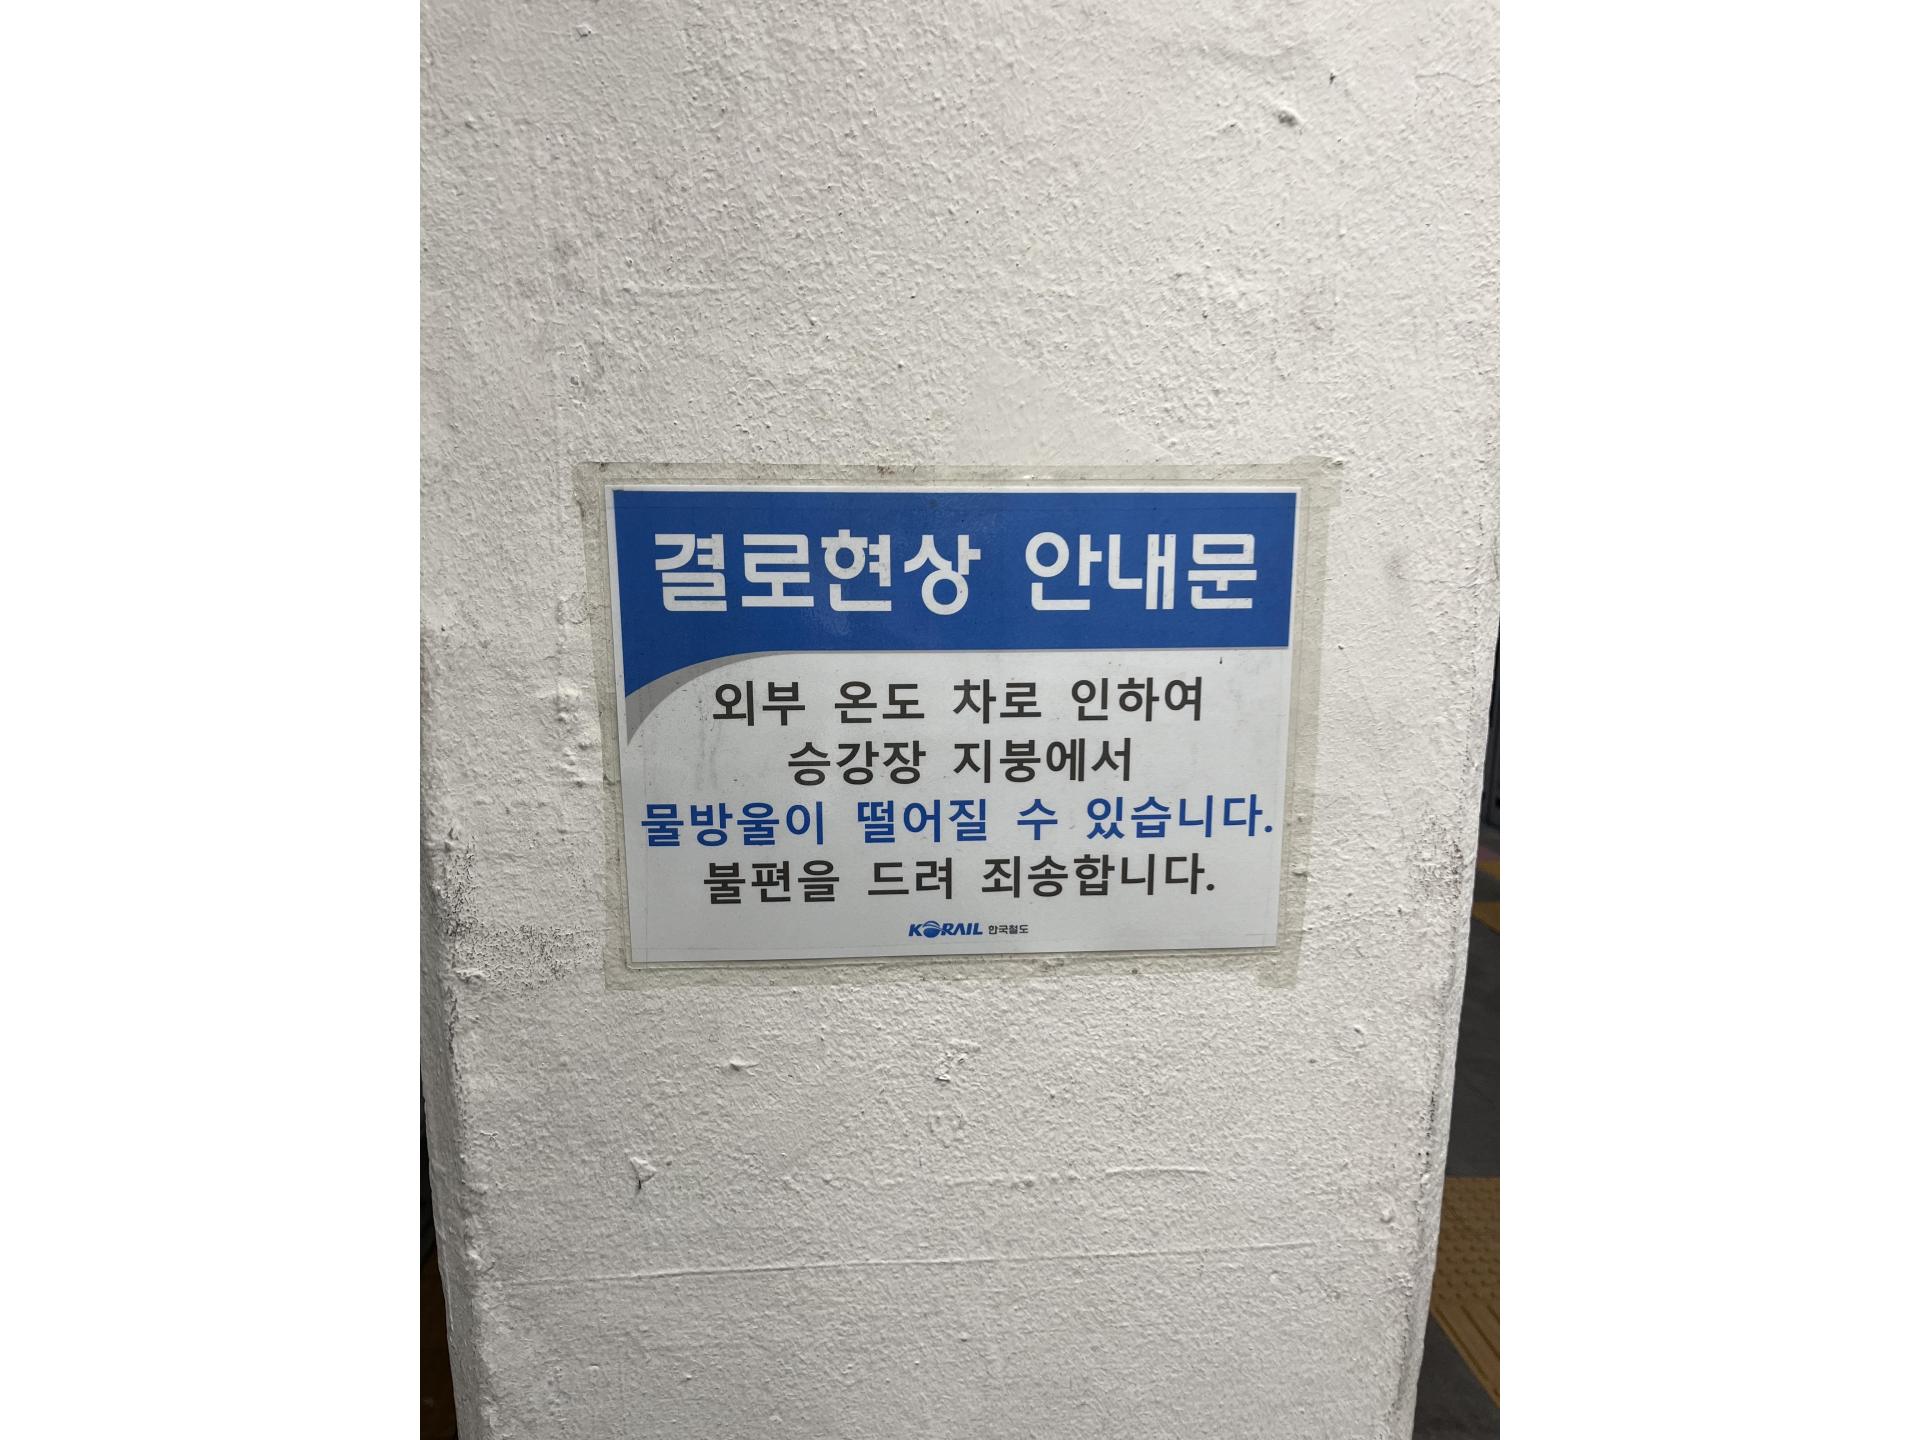 결로현상 안내문
외부 온도 차로 인하여
승강장 지붕에서
물방울이 떨어질 수 있습니다.
불편을 드려 죄송합니다.
KORAIL 한국철도